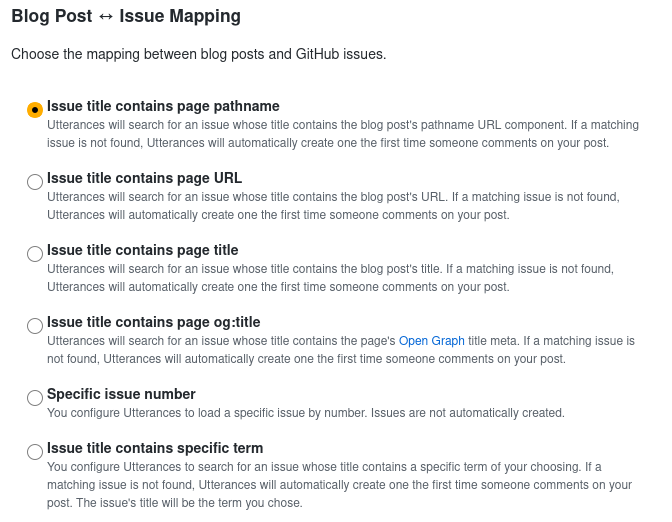 Blog Post ↔ Issue Mapping
Choose the mapping between blog posts and GitHub issues.
Issue title contains page pathname
Utterances will search for an issue whose title contains the blog post's pathname URL component. If a matching
issue is not found, Utterances will automatically create one the first time someone comments on your post.
Issue title contains page URL
Utterances will search for an issue whose title contains the blog post's URL. If a matching issue is not found,
Utterances will automatically create one the first time someone comments on your post.
Issue title contains page title
Utterances will search for an issue whose title contains the blog post's title. If a matching issue is not found,
Utterances will automatically create one the first time someone comments on your post.
Issue title contains page og:title
Utterances will search for an issue whose title contains the page's Open Graph title meta. If a matching issue is
not found, Utterances will automatically create one the first time someone comments on your post.
Specific issue number
You configure Utterances to load a specific issue by number. Issues are not automatically created.
Issue title contains specific term
You configure Utterances to search for an issue whose title contains a specific term of your choosing. If a
matching issue is not found, Utterances will automatically create one the first time someone comments on your
post. The issue's title will be the term you chose.